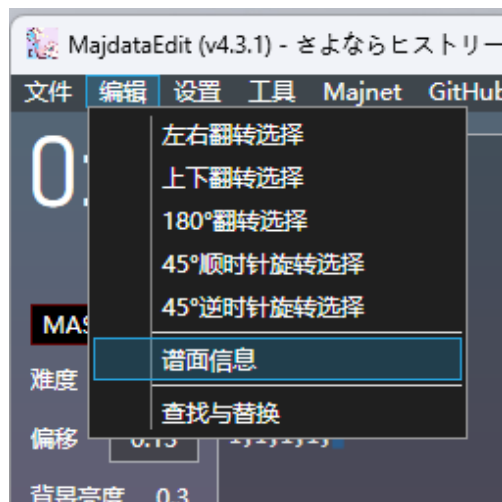 MajdataEdit (v4.3.1) - さよならヒストリー
文件 编辑 设置 工具 Majnet GitHub
左右翻转选择
上下翻转选择
180°翻转选择
45°顺时针旋转选择
45°逆时针旋转选择
谱面信息
查找与替换
难度
偏移
背景亮度 0.3